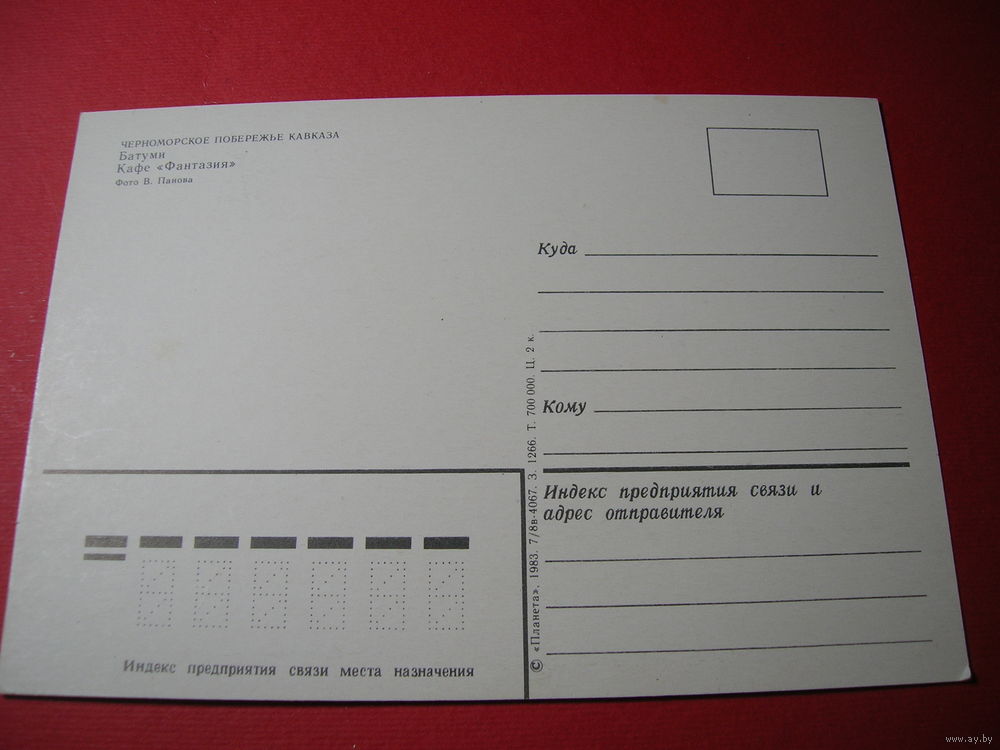 ЧЕРНОМОРСКОЕ ПОБЕРЕЖЬЕ КАВКАЗА
Батуми
Кафе «Фантазия»
Фото В. Панова
Куда
Кому
Индекс предприятия связи и
адрес отправителя
© «Планета», 1983. 7/8в-4067. З. 1266. Т. 700 000. Ц. 2 к.
Индекс предприятия связи места назначения
www.ay.by